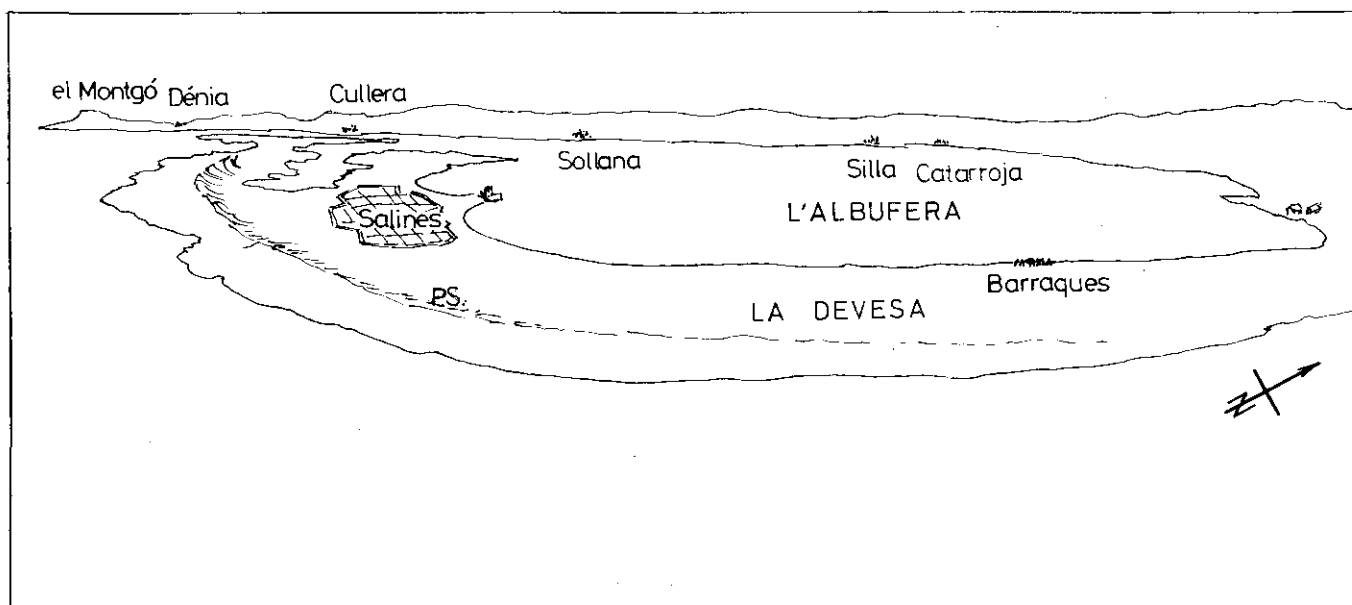 el Montgó
Dénia
Cullera
Sollana
Silla
Catarroja
Salines
L'ALBUFERA
Barraques
P.S.
LA DEVESA
N